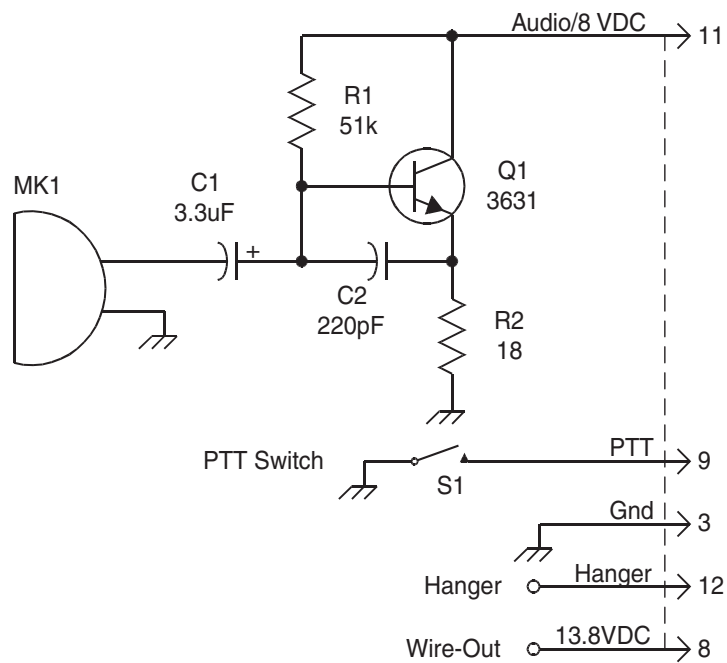 Audio/8 VDC
11
R1
51k
MK1
C1
3.3uF
+
Q1
3631
C2
220pF
R2
18
PTT Switch
S1
PTT
9
Gnd
3
Hanger
Hanger
12
Wire-Out
13.8VDC
8